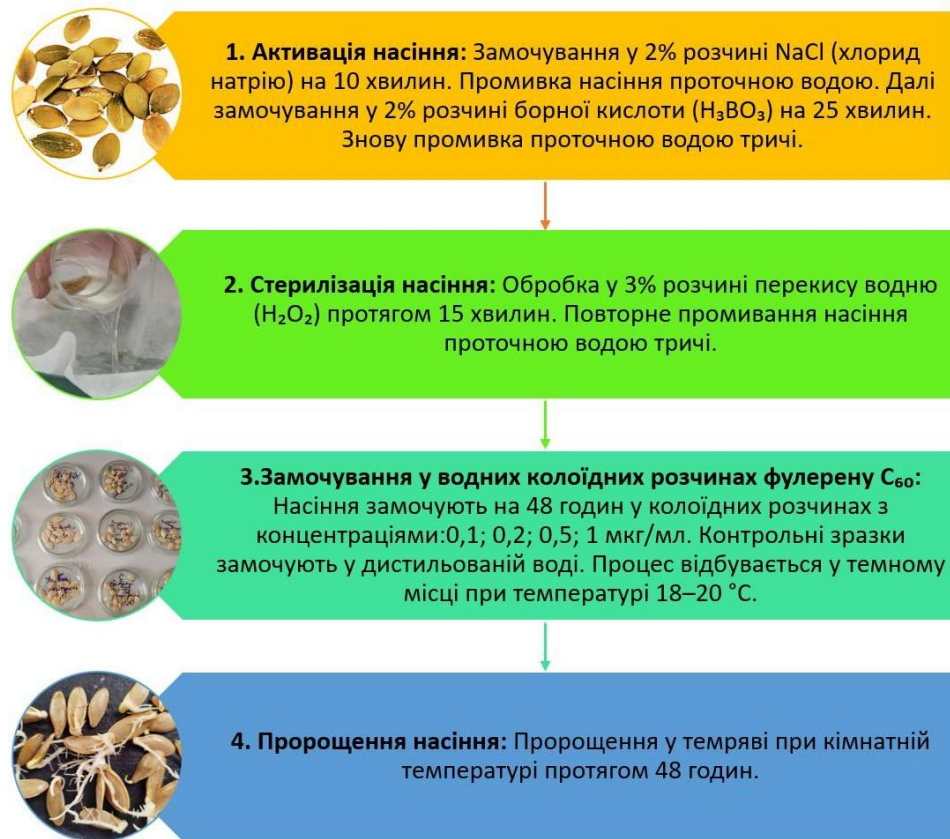 1. Активація насіння: Замочування у 2% розчині NaCl (хлорид
натрію) на 10 хвилин. Промивка насіння проточною водою. Далі
замочування у 2% розчині борної кислоти (H₃BO₃) на 25 хвилин.
Знову промивка проточною водою тричі.
2. Стерилізація насіння: Обробка у 3% розчині перекису водню
(H₂O₂) протягом 15 хвилин. Повторне промивання насіння
проточною водою тричі.
3.Замочування у водних колоїдних розчинах фулерену C₆₀:
Насіння замочують на 48 годин у колоїдних розчинах з
концентраціями:0,1; 0,2; 0,5; 1 мкг/мл. Контрольні зразки
замочують у дистильованій воді. Процес відбувається у темному
місці при температурі 18–20 °C.
4. Пророщення насіння: Пророщення у темряві при кімнатній
температурі протягом 48 годин.